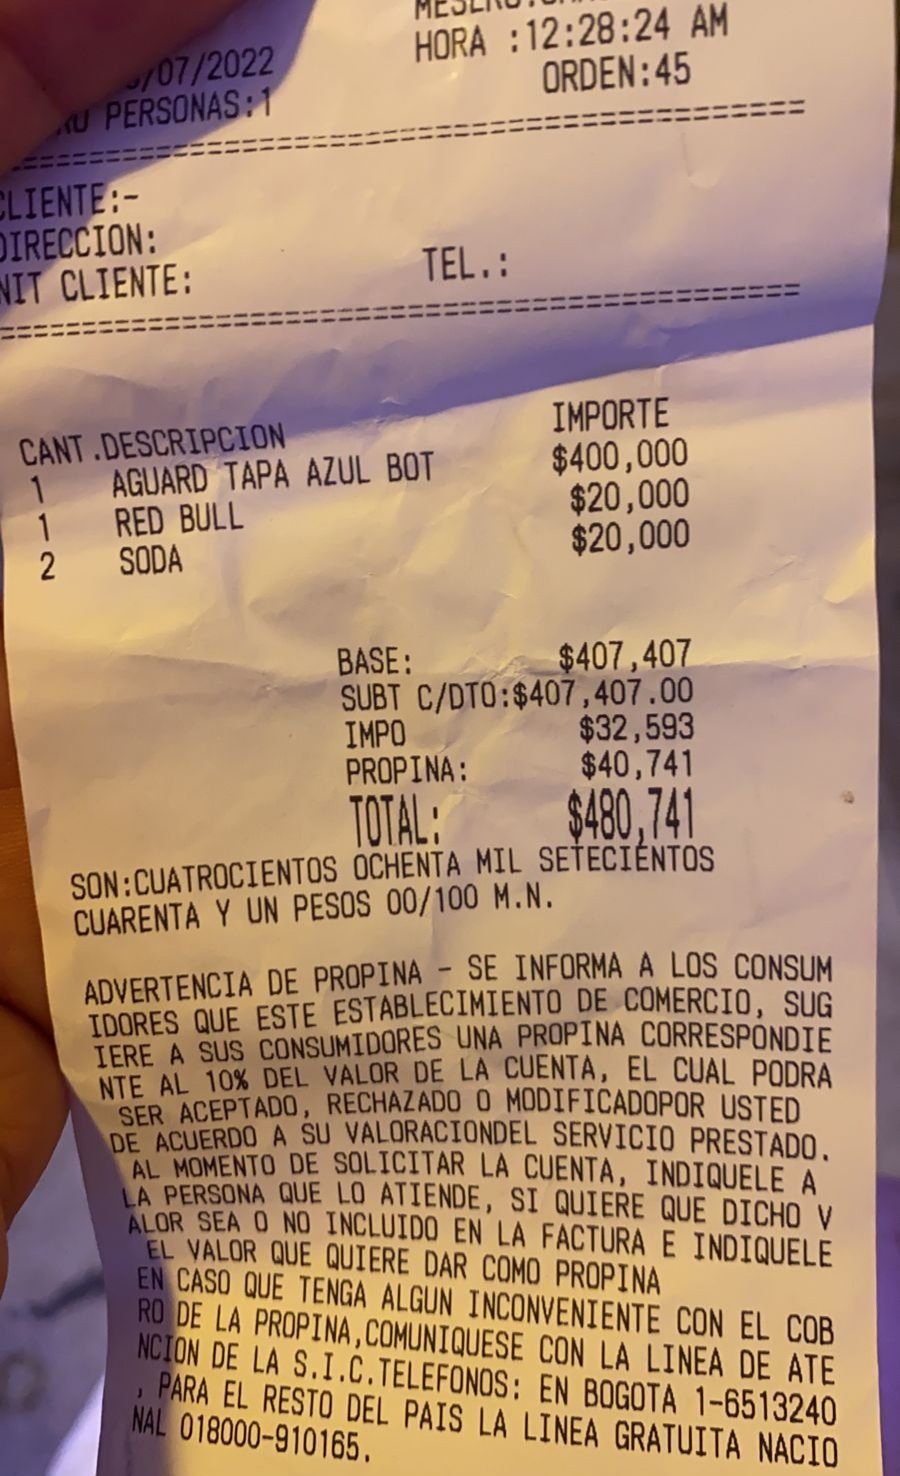 HORA :12:28:24 AM
/07/2022
ORDEN:45
PERSONAS:1
================================================
CLIENTE:-
DIRECCION:
NIT CLIENTE:
TEL.:
================================================
CANT.DESCRIPCION IMPORTE
1 AGUARD TAPA AZUL BOT $400,000
1 RED BULL $20,000
2 SODA $20,000
BASE: $407,407
SUBT C/DTO:$407,407.00
IMPO $32,593
PROPINA: $40,741
TOTAL: $480,741
SON:CUATROCIENTOS OCHENTA MIL SETECIENTOS
CUARENTA Y UN PESOS 00/100 M.N.
ADVERTENCIA DE PROPINA - SE INFORMA A LOS CONSUM
IDORES QUE ESTE ESTABLECIMIENTO DE COMERCIO, SUG
IERE A SUS CONSUMIDORES UNA PROPINA CORRESPONDIE
NTE AL 10% DEL VALOR DE LA CUENTA, EL CUAL PODRA
SER ACEPTADO, RECHAZADO O MODIFICADOPOR USTED
DE ACUERDO A SU VALORACIONDEL SERVICIO PRESTADO.
AL MOMENTO DE SOLICITAR LA CUENTA, INDIQUELE A
LA PERSONA QUE LO ATIENDE, SI QUIERE QUE DICHO V
ALOR SEA O NO INCLUIDO EN LA FACTURA E INDIQUELE
EL VALOR QUE QUIERE DAR COMO PROPINA
EN CASO QUE TENGA ALGUN INCONVENIENTE CON EL COB
RO DE LA PROPINA,COMUNIQUESE CON LA LINEA DE ATE
NCION DE LA S.I.C.TELEFONOS: EN BOGOTA 1-6513240
, PARA EL RESTO DEL PAIS LA LINEA GRATUITA NACIO
NAL 018000-910165.